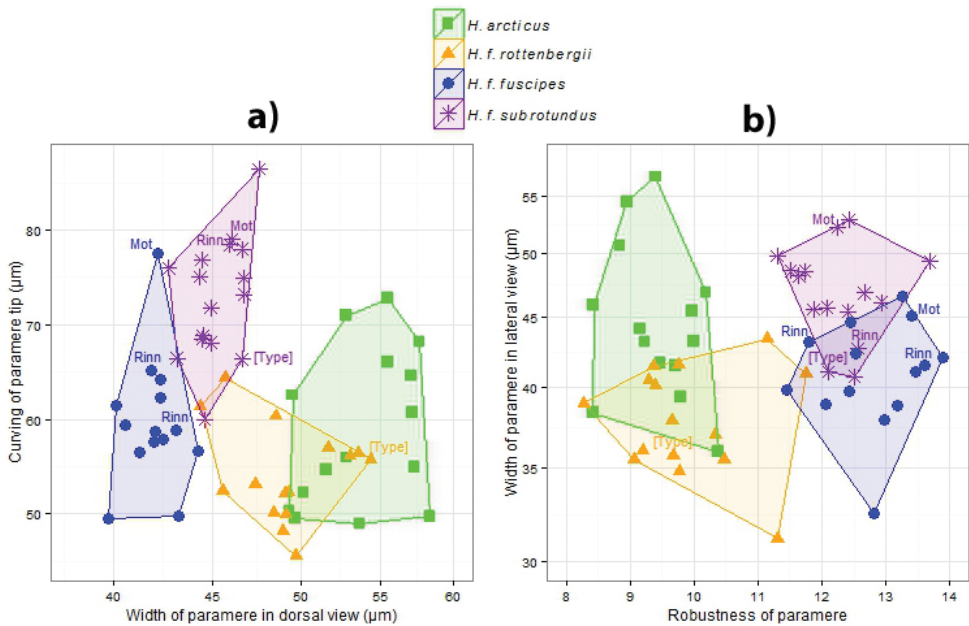 H. arcticus
H. f. rottenbergii
H. f. fuscipes
H. f. subrotundus
a)
Curving of paramere tip (µm)
80
70
60
50
Mot
Rinn
Mot
Rinn
[Type]
Rinn
[Type]
40
45
50
55
60
Width of paramere in dorsal view (µm)
b)
Width of paramere in lateral view (µm)
55
50
45
40
35
30
Mot
Mot
Rinn
Rinn
Rinn
[Type]
[Type]
8
9
10
11
12
13
14
Robustness of paramere